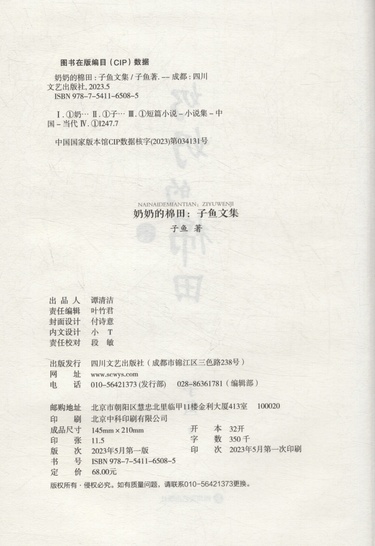 图书在版编目（CIP）数据
奶奶的棉田：子鱼文集 / 子鱼著. — 成都：四川
文艺出版社, 2023.5
ISBN 978-7-5411-6508-5
Ⅰ. ①奶… Ⅱ. ①子… Ⅲ. ①短篇小说－小说集－中
国－当代 Ⅳ. ①I247.7
中国国家版本馆CIP数据核字(2023)第034131号
NAINAIDEMIANTIAN: ZIYUWENJI
奶奶的棉田：子鱼文集
子鱼 著
出品人 谭清洁
责任编辑 叶竹君
封面设计 付诗意
内文设计 小 T
责任校对 段 敏
出版发行 四川文艺出版社（成都市锦江区三色路238号）
网 址 www.scwys.com
电 话 010-56421373 (发行部) 028-86361781（编辑部）
邮购地址 北京市朝阳区慧忠北里临甲11楼金利大厦413室 100020
印 刷 北京中科印刷有限公司
成品尺寸 145mm×210mm 开 本 32开
印 张 11.5 字 数 350千
版 次 2023年5月第一版 印 次 2023年5月第一次印刷
书 号 ISBN 978-7-5411-6508-5
定 价 68.00元
版权所有·侵权必究。如有质量问题，请联系010-56421373更换。